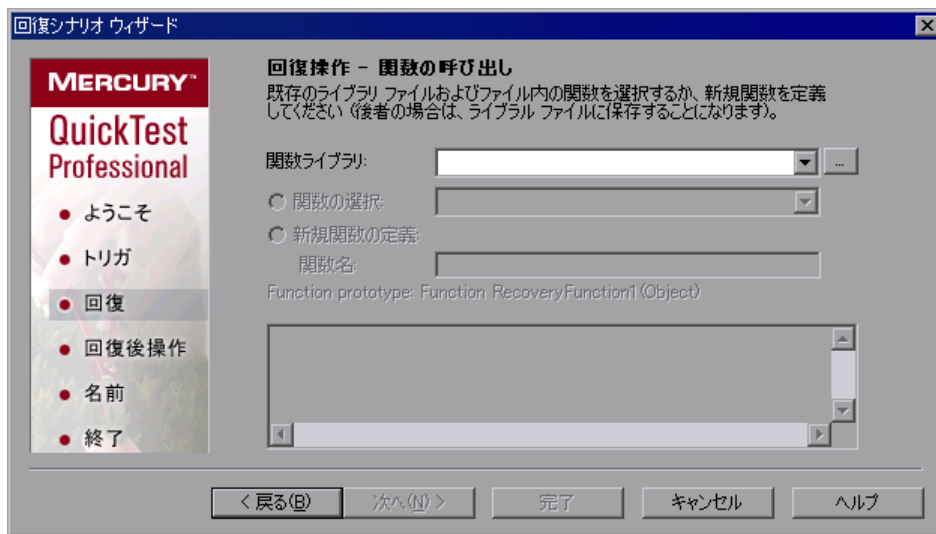 回復シナリオ ウィザード
MERCURY™
QuickTest
Professional
ようこそ
トリガ
回復
回復後操作
名前
終了
回復操作 - 関数の呼び出し
既存のライブラリ ファイルおよびファイル内の関数を選択するか、新規関数を定義
してください（後者の場合は、ライブラル ファイルに保存することになります）。
関数ライブラリ:
...
関数の選択:
新規関数の定義:
関数名:
Function prototype: Function RecoveryFunction1(Object)
< 戻る(B)
次へ(N) >
完了
キャンセル
ヘルプ